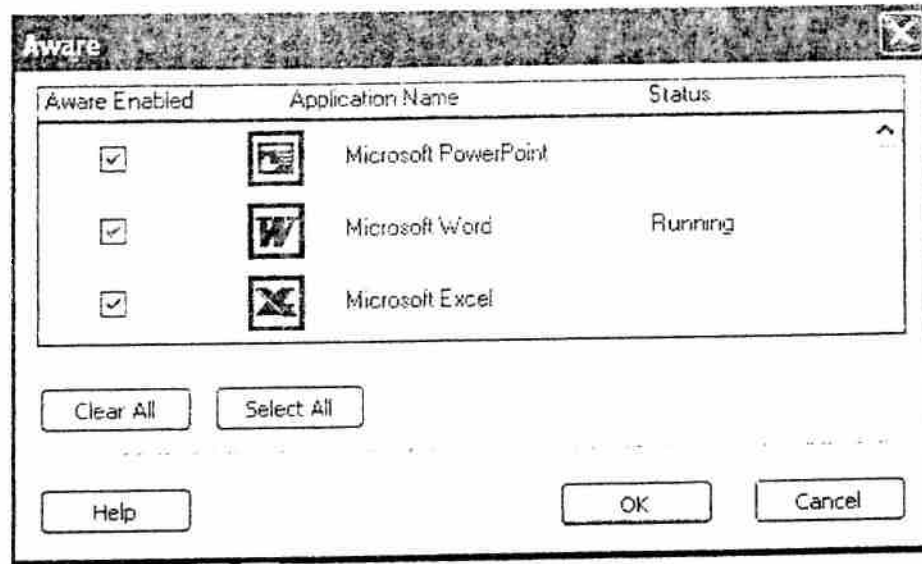 Aware
Aware Enabled Application Name Status
Microsoft PowerPoint
Microsoft Word Running
Microsoft Excel
Clear All Select All
Help OK Cancel